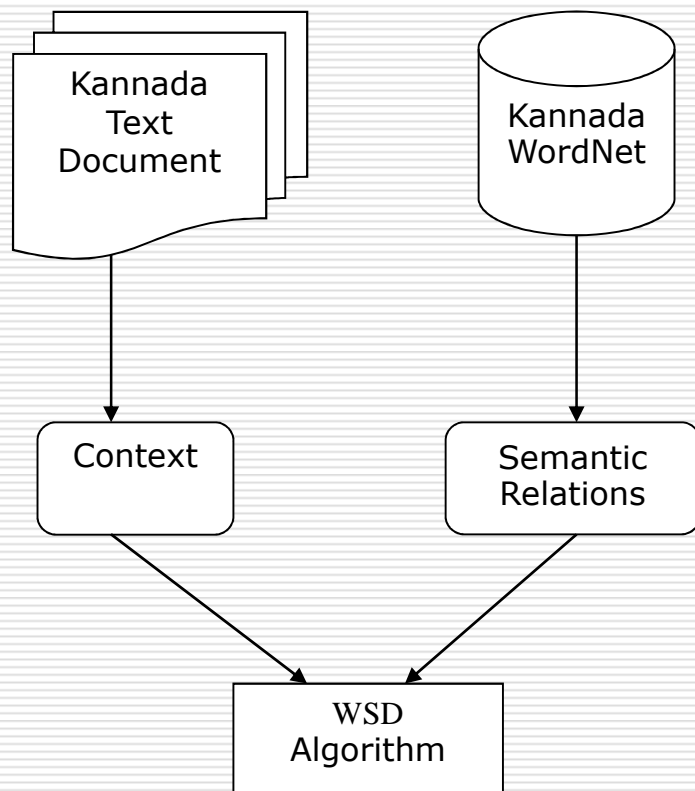 Kannada
Text
Document
Kannada
WordNet
Context
Semantic
Relations
WSD
Algorithm